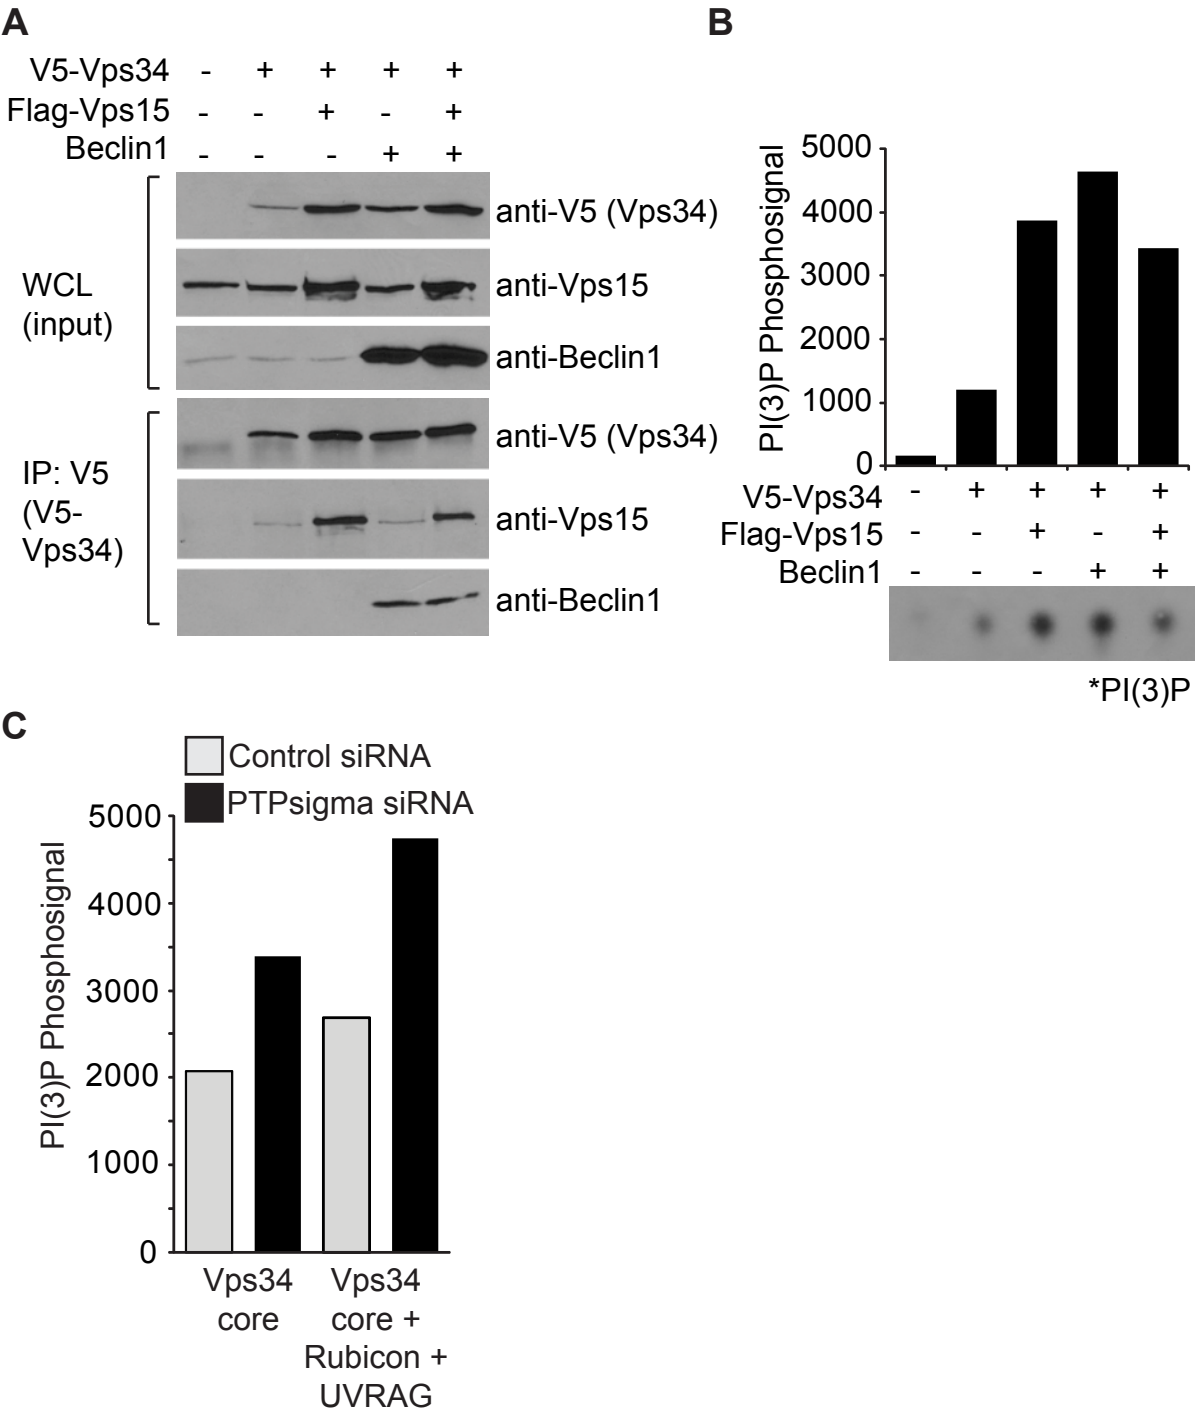 A
V5-Vps34 - + + + +
Flag-Vps15 - - + - +
Beclin1 - - - + +
WCL
(input)
anti-V5 (Vps34)
anti-Vps15
anti-Beclin1
IP: V5
(V5-
Vps34)
anti-V5 (Vps34)
anti-Vps15
anti-Beclin1
B
PI(3)P Phosphosignal
5000
4000
3000
2000
1000
0
V5-Vps34 - + + + +
Flag-Vps15 - - + - +
Beclin1 - - - + +
*PI(3)P
C
Control siRNA
PTPsigma siRNA
PI(3)P Phosphosignal
5000
4000
3000
2000
1000
0
Vps34
core
Vps34
core +
Rubicon +
UVRAG